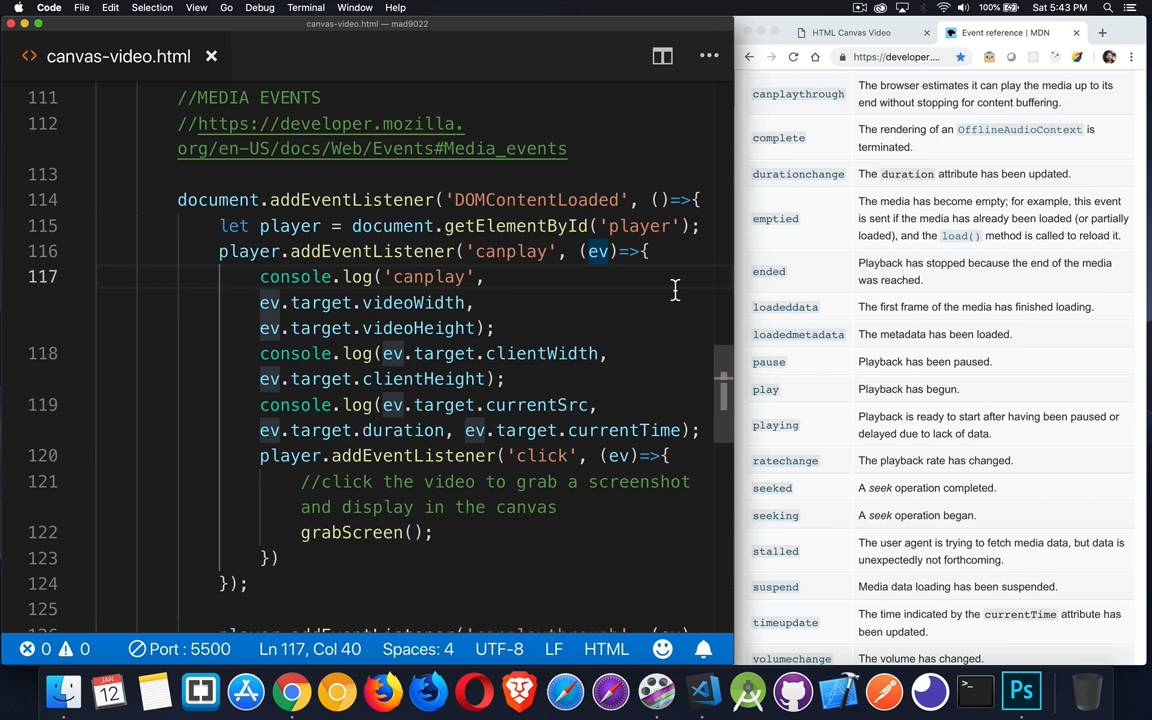 Code File Edit Selection View Go Debug Terminal Window Help 100% Sat 5:43 PM
canvas-video.html — mad9022
<> canvas-video.html ×
111 //MEDIA EVENTS
112 //https://developer.mozilla.
org/en-US/docs/Web/Events#Media_events
113
114 document.addEventListener('DOMContentLoaded', ()=>{
115 let player = document.getElementById('player');
116 player.addEventListener('canplay', (ev)=>{
117 console.log('canplay',
ev.target.videoWidth,
ev.target.videoHeight);
118 console.log(ev.target.clientWidth,
ev.target.clientHeight);
119 console.log(ev.target.currentSrc,
ev.target.duration, ev.target.currentTime);
120 player.addEventListener('click', (ev)=>{
121 //click the video to grab a screenshot
and display in the canvas
122 grabScreen();
123 })
124 });
125
0 0 Port : 5500 Ln 117, Col 40 Spaces: 4 UTF-8 LF HTML
HTML Canvas Video Event reference | MDN
https://developer.
canplaythrough The browser estimates it can play the media up to its
end without stopping for content buffering.
complete The rendering of an OfflineAudioContext is
terminated.
durationchange The duration attribute has been updated.
emptied The media has become empty; for example, this event
is sent if the media has already been loaded (or partially
loaded), and the load() method is called to reload it.
ended Playback has stopped because the end of the media
was reached.
loadeddata The first frame of the media has finished loading.
loadedmetadata The metadata has been loaded.
pause Playback has been paused.
play Playback has begun.
playing Playback is ready to start after having been paused or
delayed due to lack of data.
ratechange The playback rate has changed.
seeked A seek operation completed.
seeking A seek operation began.
stalled The user agent is trying to fetch media data, but data is
unexpectedly not forthcoming.
suspend Media data loading has been suspended.
timeupdate The time indicated by the currentTime attribute has
been updated.
volumechange The volume has changed.
JAN
12
Ps